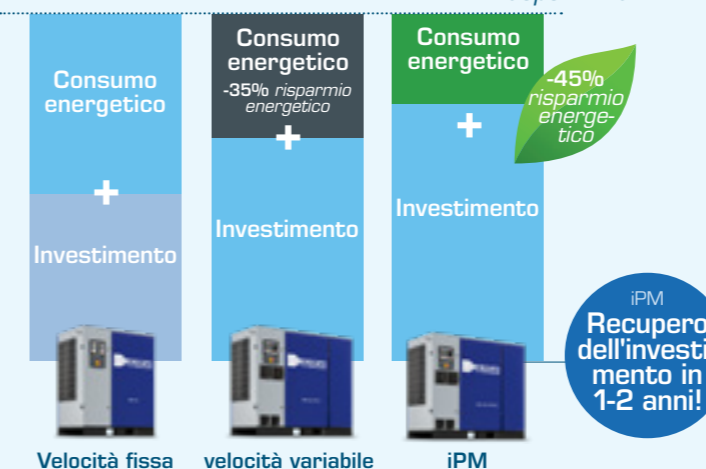 Consumo
energetico
+
Investimento
Velocità fissa
Consumo
energetico
-35% risparmio
energetico
+
Investimento
velocità variabile
Consumo
energetico
-45%
risparmio
energe-
tico
+
Investimento
iPM
iPM
Recupero
dell'investi
mento in
1-2 anni!